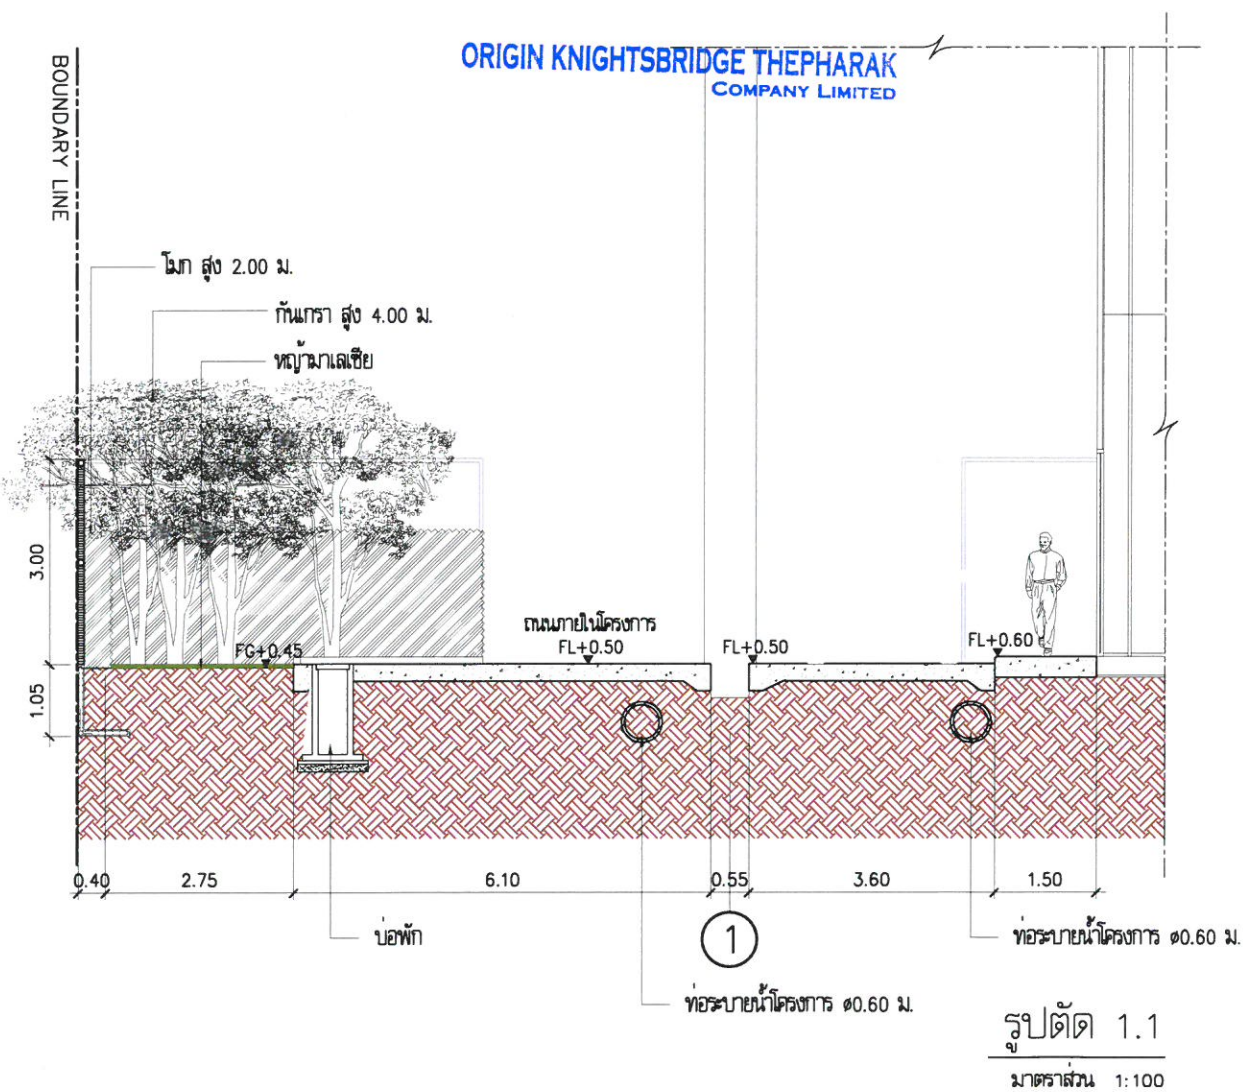 ORIGIN KNIGHTSBRIDGE THEPHARAK
COMPANY LIMITED
BOUNDARY LINE
โมก สูง 2.00 ม.
กันเกรา สูง 4.00 ม.
หญ้ามาเลเซีย
3.00
1.05
FG+0.45
ถนนภายในโครงการ
FL+0.50
FL+0.50
FL+0.60
0.40
2.75
6.10
0.55
3.60
1.50
บ่อพัก
1
ท่อระบายน้ำโครงการ ø0.60 ม.
ท่อระบายน้ำโครงการ ø0.60 ม.
รูปตัด 1.1
มาตราส่วน 1:100